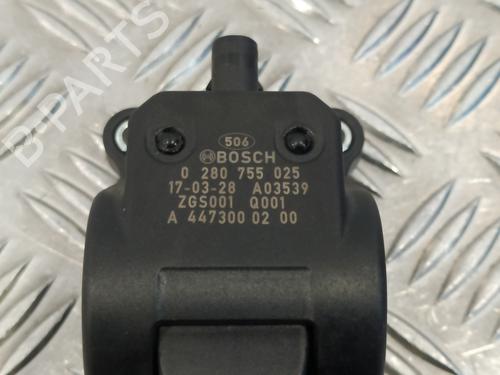 B-PARTS
506
BOSCH
0 280 755 025
17-03-28 A03539
ZGS001 Q001
A 447300 02 00